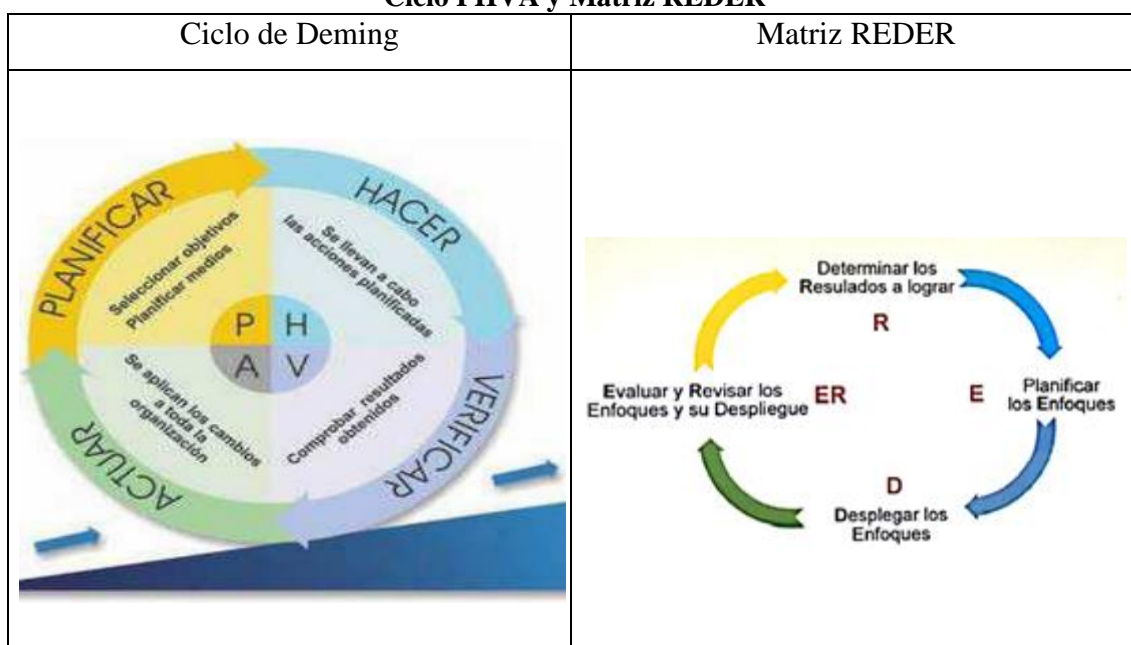 Ciclo PHVA y Matriz REDER
Ciclo de Deming
Matriz REDER
PLANIFICAR
Seleccionar objetivos
Planificar medios
HACER
Se llevan a cabo
las acciones planificadas
P H
A V
Se aplican los cambios
a toda la
organización
ACTUAR
Comprobar resultados
obtenidos
VERIFICAR
Determinar los
Resulados a lograr
R
Evaluar y Revisar los
Enfoques y su Despliegue
ER
E
Planificar
los Enfoques
D
Desplegar los
Enfoques